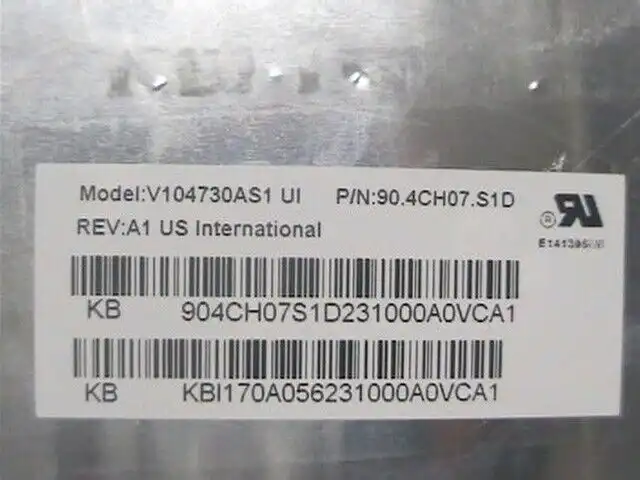 Model:V104730AS1 UI P/N:90.4CH07.S1D
REV:A1 US International
KB 904CH07S1D231000A0VCA1
KB KBI170A056231000A0VCA1